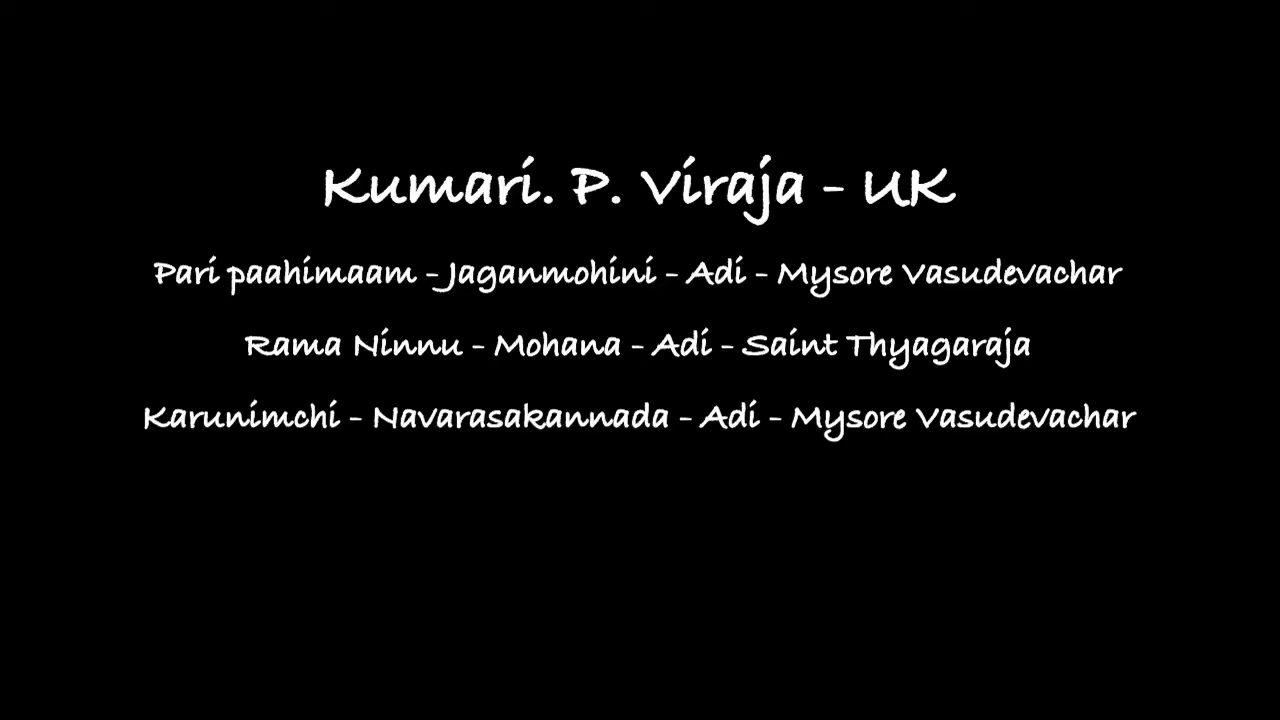 Kumari. P. Viraja - UK
Pari paahimaam - Jaganmohini - Adi - Mysore Vasudevachar
Rama Ninnu - Mohana - Adi - Saint Thyagaraja
Karunimchi - Navarasakannada - Adi - Mysore Vasudevachar